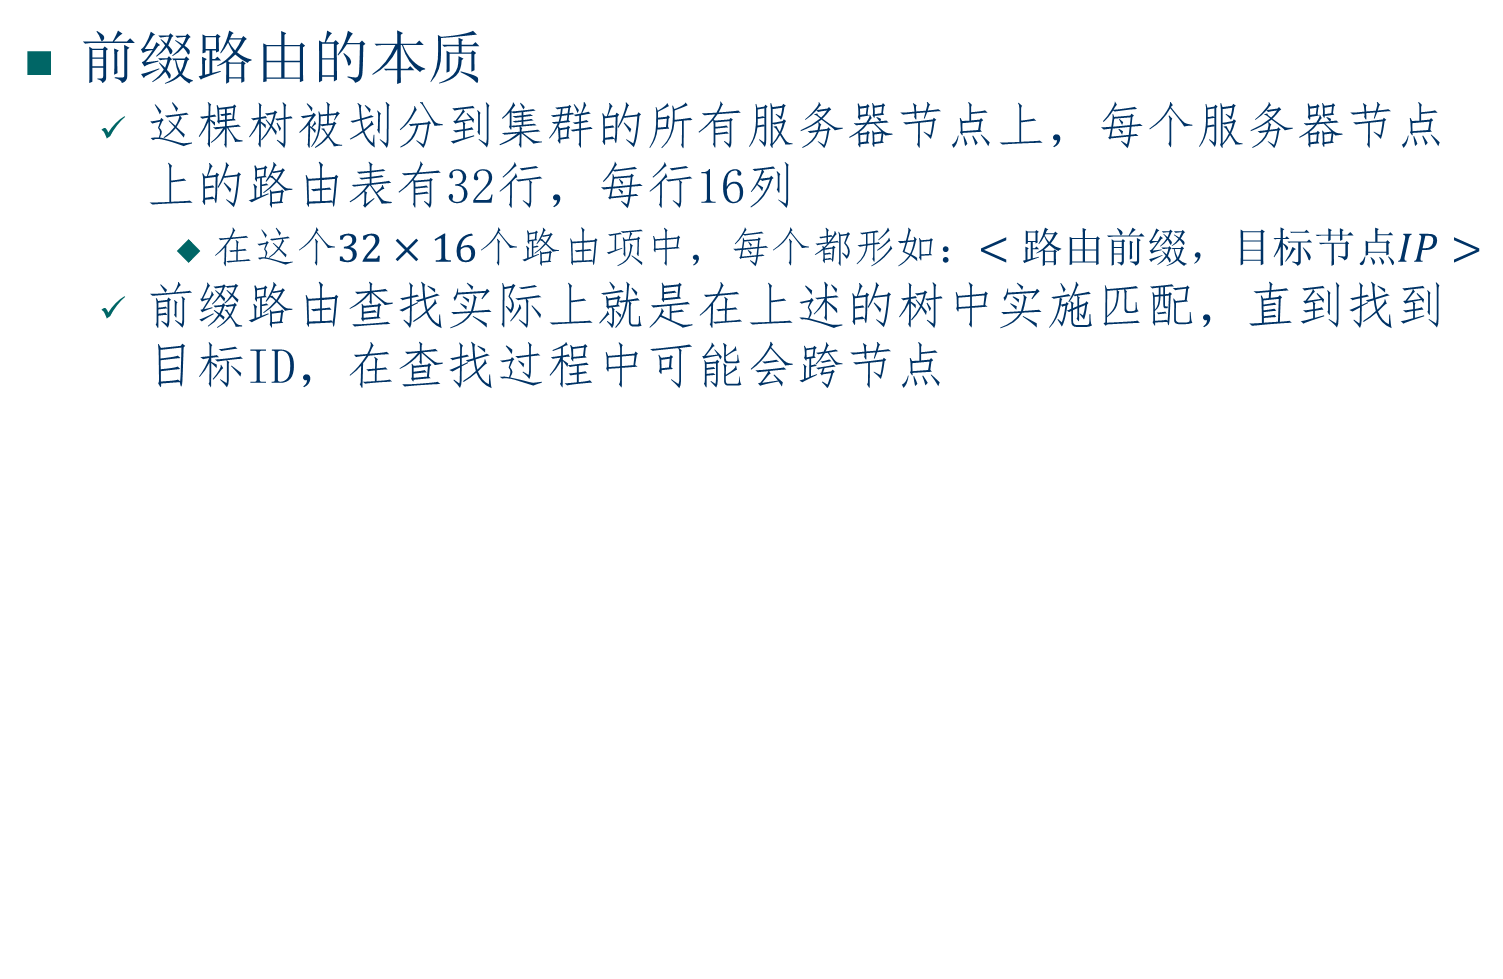 ■ 前缀路由的本质
✓ 这棵树被划分到集群的所有服务器节点上，每个服务器节点
上的路由表有32行，每行16列
◆ 在这个32 × 16个路由项中，每个都形如：< 路由前缀，目标节点IP >
✓ 前缀路由查找实际上就是在上述的树中实施匹配，直到找到
目标ID，在查找过程中可能会跨节点